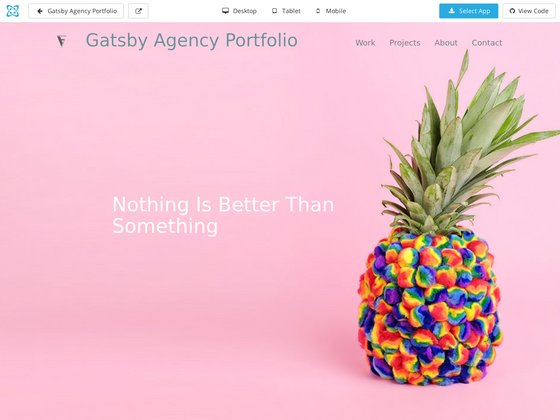 Gatsby Agency Portfolio
Desktop
Tablet
Mobile
Select App
View Code
Gatsby Agency Portfolio
Work
Projects
About
Contact
Nothing Is Better Than
Something